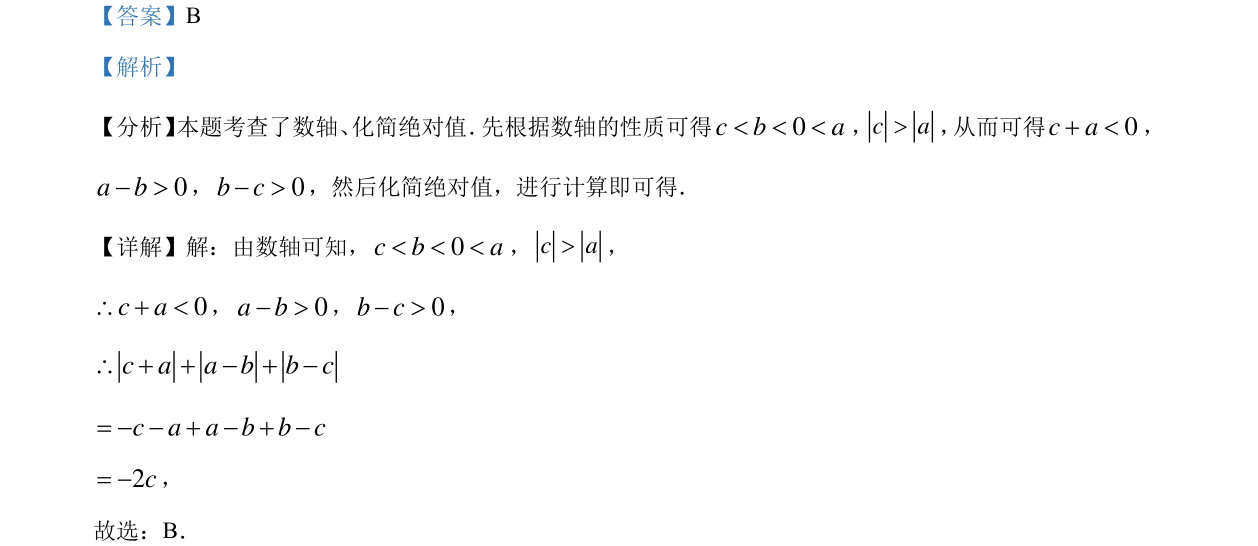 【答案】B
【解析】
【分析】本题考查了数轴、化简绝对值．先根据数轴的性质可得c<b<0<a，|c|>|a|，从而可得c+a<0，
a−b>0，b−c>0，然后化简绝对值，进行计算即可得．
【详解】解：由数轴可知，c<b<0<a，|c|>|a|，
∴c+a<0，a−b>0，b−c>0，
∴|c+a|+|a−b|+|b−c|
=−c−a+a−b+b−c
=−2c，
故选：B．